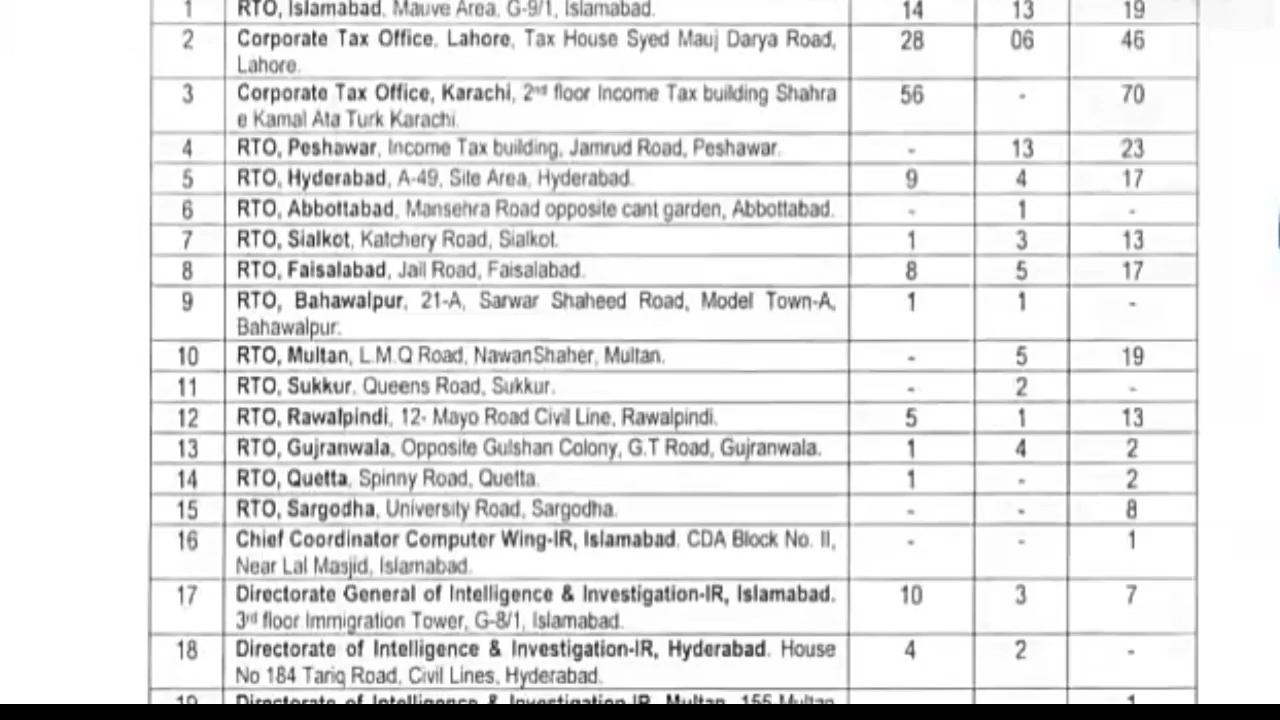 1 RTO, Islamabad, Mauve Area, G-9/1, Islamabad. 14 13 19
2 Corporate Tax Office, Lahore, Tax House Syed Mauj Darya Road, 28 06 46
Lahore.
3 Corporate Tax Office, Karachi, 2nd floor Income Tax building Shahra 56 - 70
e Kamal Ata Turk Karachi.
4 RTO, Peshawar, Income Tax building, Jamrud Road, Peshawar. - 13 23
5 RTO, Hyderabad, A-49, Site Area, Hyderabad. 9 4 17
6 RTO, Abbottabad, Mansehra Road opposite cant garden, Abbottabad. - 1 -
7 RTO, Sialkot, Katchery Road, Sialkot. 1 3 13
8 RTO, Faisalabad, Jail Road, Faisalabad. 8 5 17
9 RTO, Bahawalpur, 21-A, Sarwar Shaheed Road, Model Town-A, 1 1 -
Bahawalpur.
10 RTO, Multan, L.M.Q Road, NawanShaher, Multan. - 5 19
11 RTO, Sukkur, Queens Road, Sukkur. - 2 -
12 RTO, Rawalpindi, 12- Mayo Road Civil Line, Rawalpindi. 5 1 13
13 RTO, Gujranwala, Opposite Gulshan Colony, G.T Road, Gujranwala. 1 4 2
14 RTO, Quetta, Spinny Road, Quetta. 1 - 2
15 RTO, Sargodha, University Road, Sargodha. - - 8
16 Chief Coordinator Computer Wing-IR, Islamabad. CDA Block No. II, - - 1
Near Lal Masjid, Islamabad.
17 Directorate General of Intelligence & Investigation-IR, Islamabad. 10 3 7
3rd floor Immigration Tower, G-8/1, Islamabad.
18 Directorate of Intelligence & Investigation-IR, Hyderabad. House 4 2 -
No 184 Tariq Road, Civil Lines, Hyderabad.
19 Directorate of Intelligence & Investigation-IR, Multan. 155 Multan 1